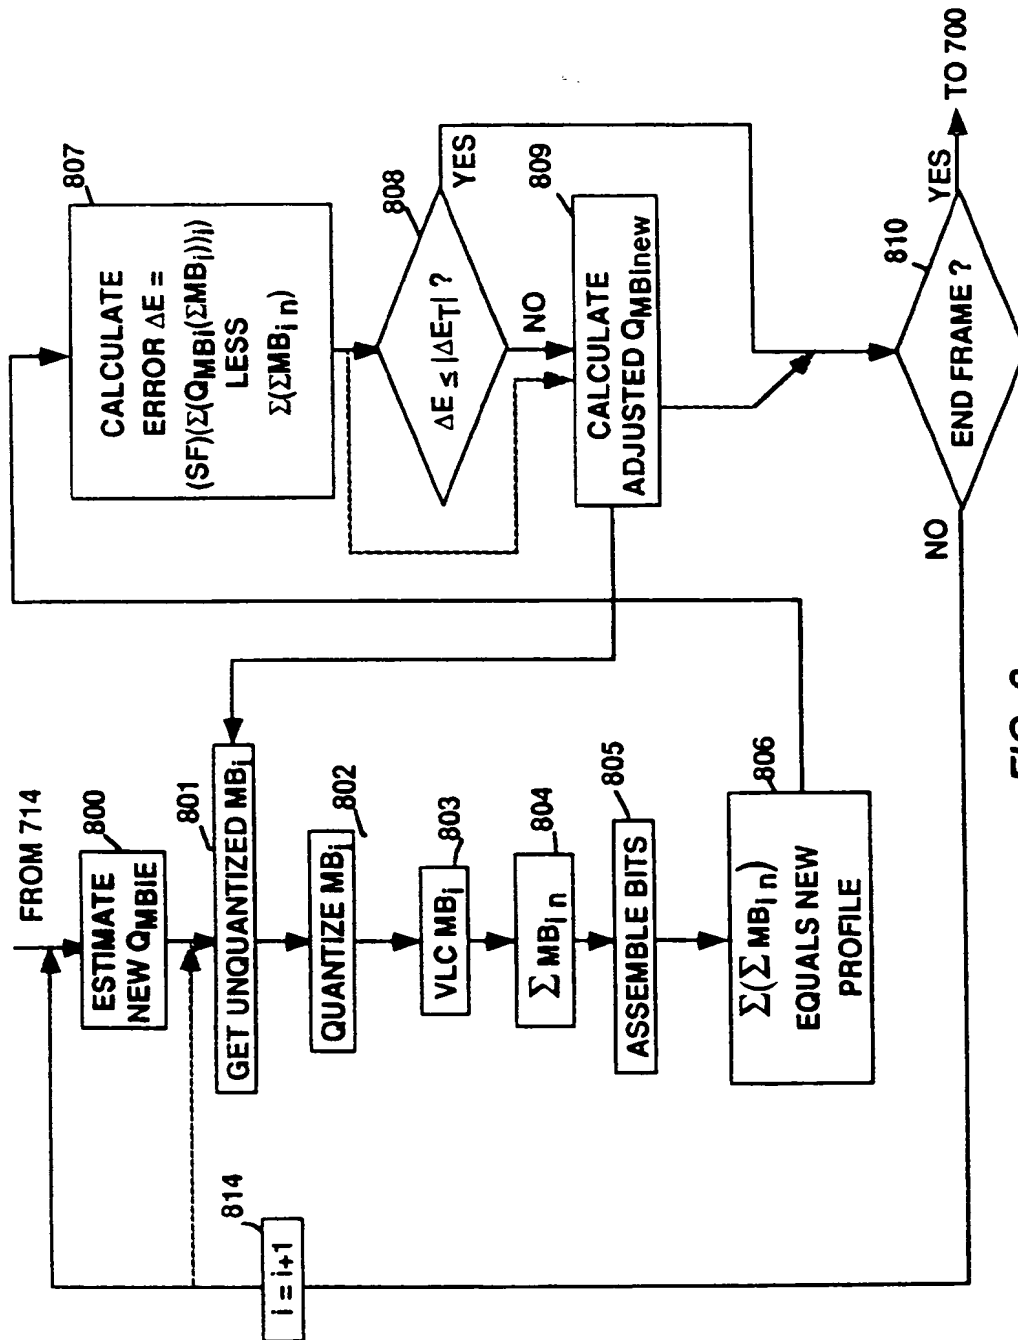 FROM 714
800
ESTIMATE
NEW QMBIE
801
GET UNQUANTIZED MBi
802
QUANTIZE MBi
803
VLC MBi
804
Σ MBi n
805
ASSEMBLE BITS
806
Σ(Σ MBi n)
EQUALS NEW
PROFILE
807
CALCULATE
ERROR ΔE =
(SF)(Σ(QMBi(ΣMBi))i)
LESS
Σ(ΣMBi n)
808
ΔE ≤ |ΔET| ?
YES
NO
809
CALCULATE
ADJUSTED QMBInew
810
END FRAME ?
YES
TO 700
NO
814
i = i+1